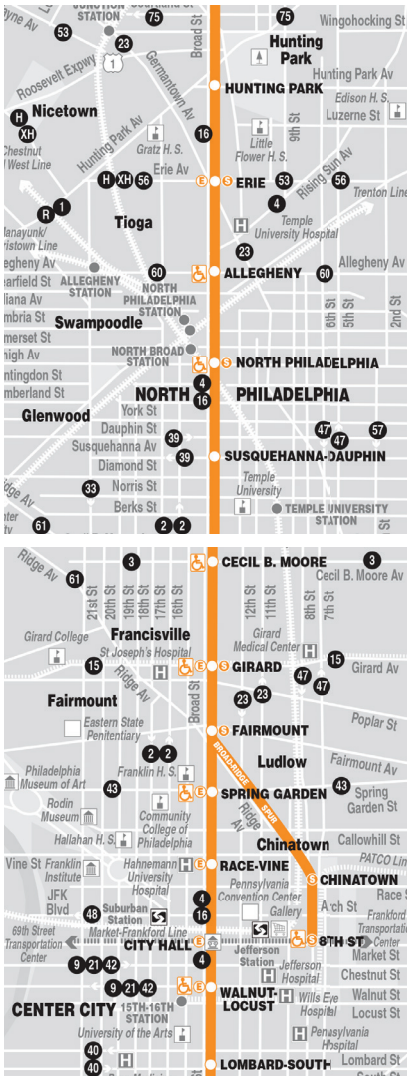 JUNCTION
STATION
75
Broad St
75
Wingohocking St
53
23
Hunting
Park
Roosevelt Expwy
1
Germantown Av
Hunting Park Av
HUNTING PARK
Edison H. S.
Luzerne St
Nicetown
H
XH
Chestnut
West Line
Hunting Park Av
Gratz H. S.
16
Little
Flower H. S.
9th St
Erie Av
H XH 56
E S ERIE
53
Rising Sun Av
56
Trenton Line
R 1
4
Tioga
Temple
University Hospital
H
23
Allegheny Av
ALLEGHENY
STATION
60
ALLEGHENY
60
NORTH
PHILADELPHIA
STATION
6th St
5th St
2nd St
Swampoodle
NORTH BROAD
STATION
S NORTH PHILADELPHIA
4
16
NORTH PHILADELPHIA
Glenwood
York St
Dauphin St
39
47
47
57
Susquehanna Av
39
SUSQUEHANNA-DAUPHIN
Diamond St
33
Norris St
Temple
University
TEMPLE UNIVERSITY
STATION
Berks St
61
2 2
Ridge Av
61
3
CECIL B. MOORE
3
Cecil B. Moore Av
21st St
20th St
19th St
18th St
17th St
16th St
12th St
11th St
8th St
7th St
Francisville
Girard College
St Joseph's Hospital
H
Girard
Medical Center
H
15
E S GIRARD
15
Girard Av
47
47
Ridge Av
Broad St
23
23
Fairmount
Poplar St
Eastern State
Penitentiary
S FAIRMOUNT
2 2
BROAD-RIDGE SPUR
Ludlow
Fairmount Av
Philadelphia
Museum of Art
Franklin H. S.
43
E SPRING GARDEN
43
Spring
Garden St
Rodin
Museum
Community
College of
Philadelphia
Ridge
Av
Hallahan H. S.
Chinatown
Callowhill St
PATCO Line
Vine St
Franklin
Institute
Hahnemann
University
Hospital
H
E RACE-VINE
S CHINATOWN
JFK
Blvd
48
Suburban
Station
4
16
Pennsylvania
Convention Center
Gallery
Race S
Arch St
69th Street
Transportation
Center
Market-Frankford Line
CITY HALL
E
S 8TH ST
Frankford
Transportation
Center
Jefferson
Station
Market St
9 21 42
4
Jefferson
Hospital
H
Chestnut St
9 21 42
E WALNUT-
LOCUST
H
Wills Eye
Hospital
Walnut St
CENTER CITY
15TH-16TH
STATION
Locust St
University of the Arts
H
Pennsylvania
Hospital
40
40
H
LOMBARD-SOUTH
Lombard St